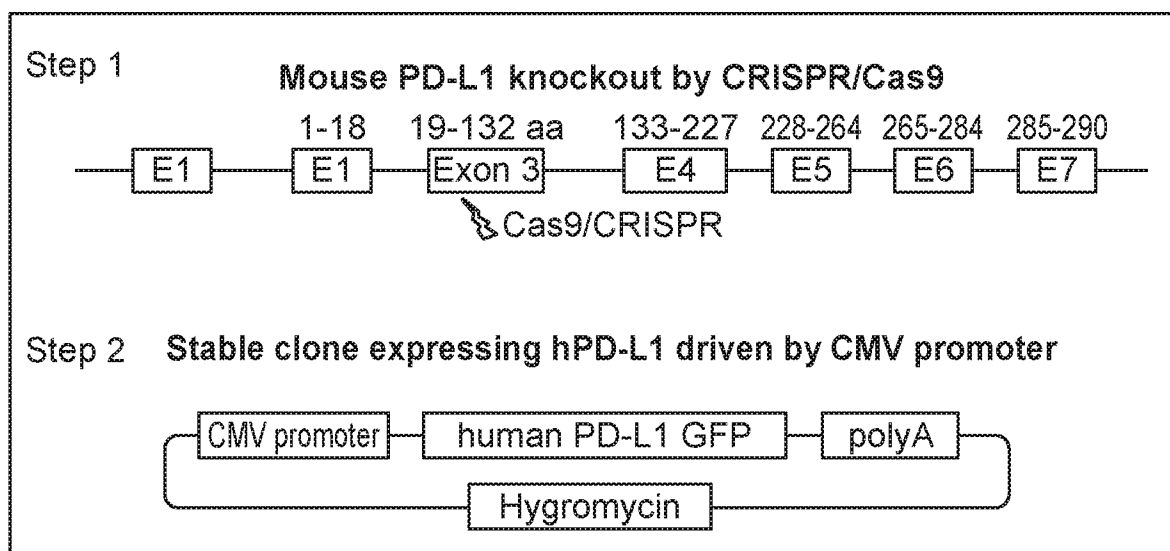 Step 1
Mouse PD-L1 knockout by CRISPR/Cas9
1-18 19-132 aa 133-227 228-264 265-284 285-290
E1 E1 Exon 3 E4 E5 E6 E7
Cas9/CRISPR
Step 2 Stable clone expressing hPD-L1 driven by CMV promoter
CMV promoter human PD-L1 GFP polyA
Hygromycin